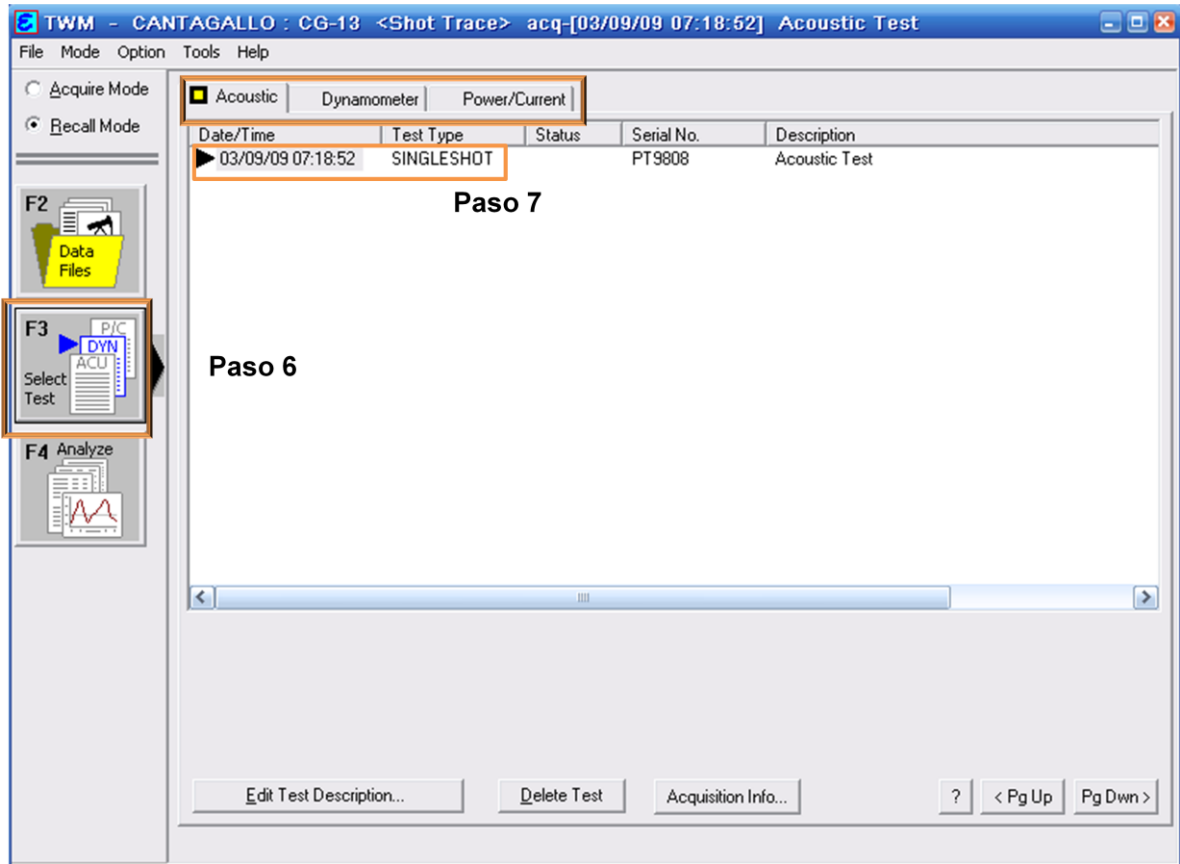 TWM - CANTAGALLO : CG-13 <Shot Trace> acq-[03/09/09 07:18:52] Acoustic Test
File Mode Option Tools Help
Acquire Mode
Recall Mode
Acoustic Dynamometer Power/Current
Date/Time Test Type Status Serial No. Description
03/09/09 07:18:52 SINGLESHOT PT9808 Acoustic Test
Paso 7
F2
Data
Files
F3
P/C
DYN
ACU
Select
Test
Paso 6
F4 Analyze
Edit Test Description... Delete Test Acquisition Info... ? < Pg Up Pg Dwn >